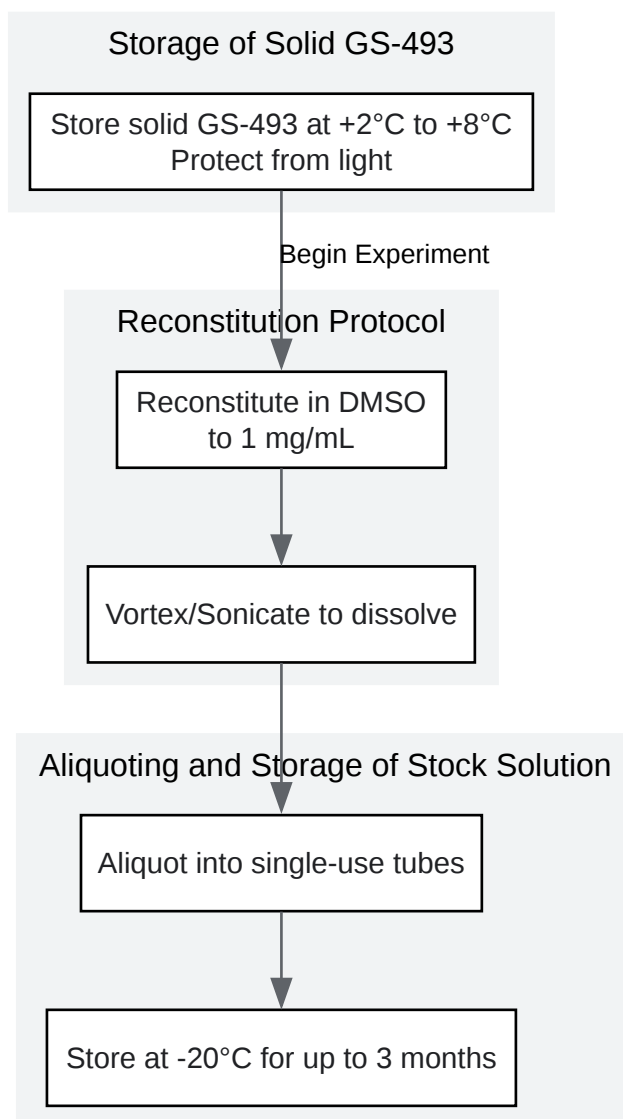 Storage of Solid GS-493
Store solid GS-493 at +2°C to +8°C
Protect from light
Begin Experiment
Reconstitution Protocol
Reconstitute in DMSO
to 1 mg/mL
Vortex/Sonicate to dissolve
Aliquoting and Storage of Stock Solution
Aliquot into single-use tubes
Store at -20°C for up to 3 months